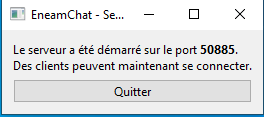 EneamChat - Se...
Le serveur a été démarré sur le port 50885.
Des clients peuvent maintenant se connecter.
Quitter